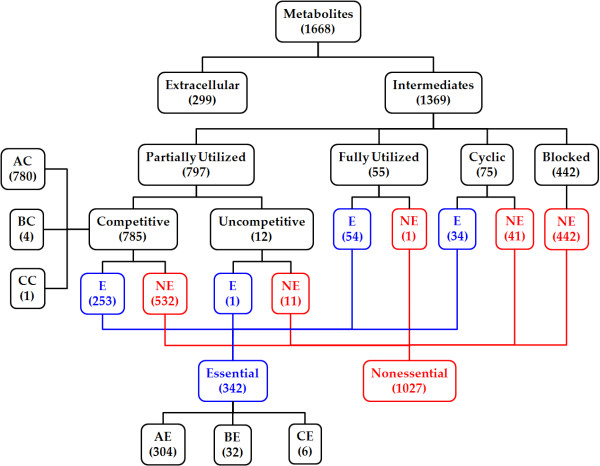 Metabolites
(1668)
Extracellular
(299)
Intermediates
(1369)
Partially Utilized
(797)
Fully Utilized
(55)
Cyclic
(75)
Blocked
(442)
AC
(780)
BC
(4)
CC
(1)
Competitive
(785)
Uncompetitive
(12)
E
(54)
NE
(1)
E
(34)
NE
(41)
NE
(442)
E
(253)
NE
(532)
E
(1)
NE
(11)
Essential
(342)
Nonessential
(1027)
AE
(304)
BE
(32)
CE
(6)